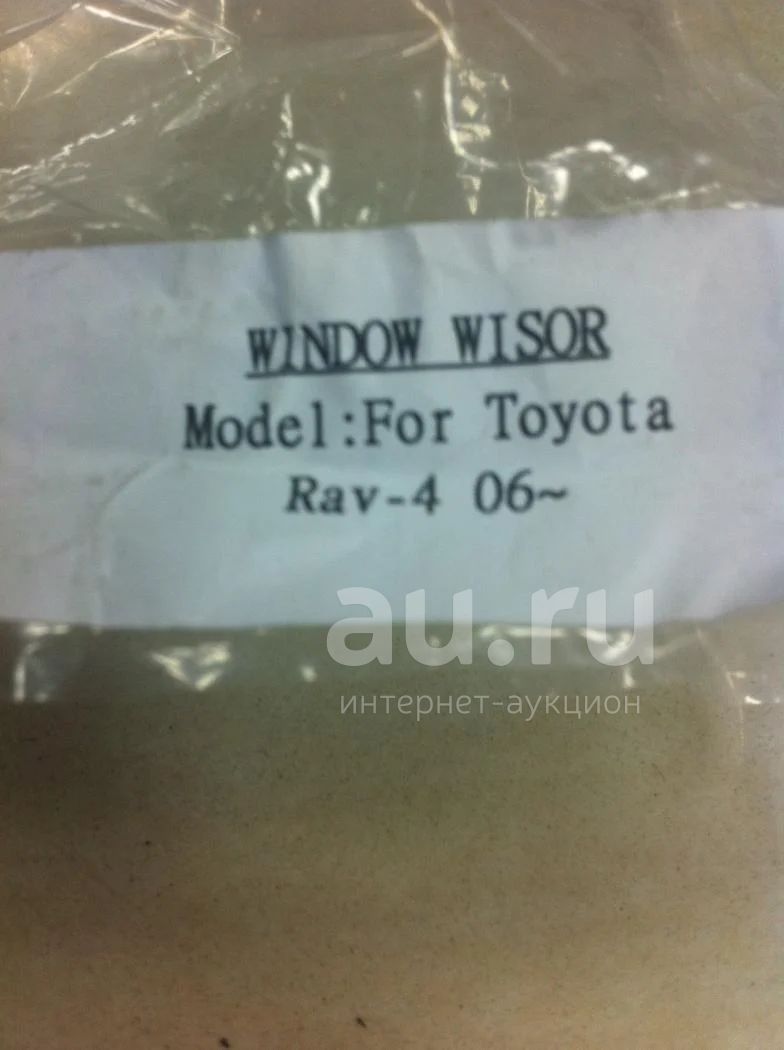 WINDOW WISOR
Model:For Toyota
Rav-4 06~
au.ru
интернет-аукцион